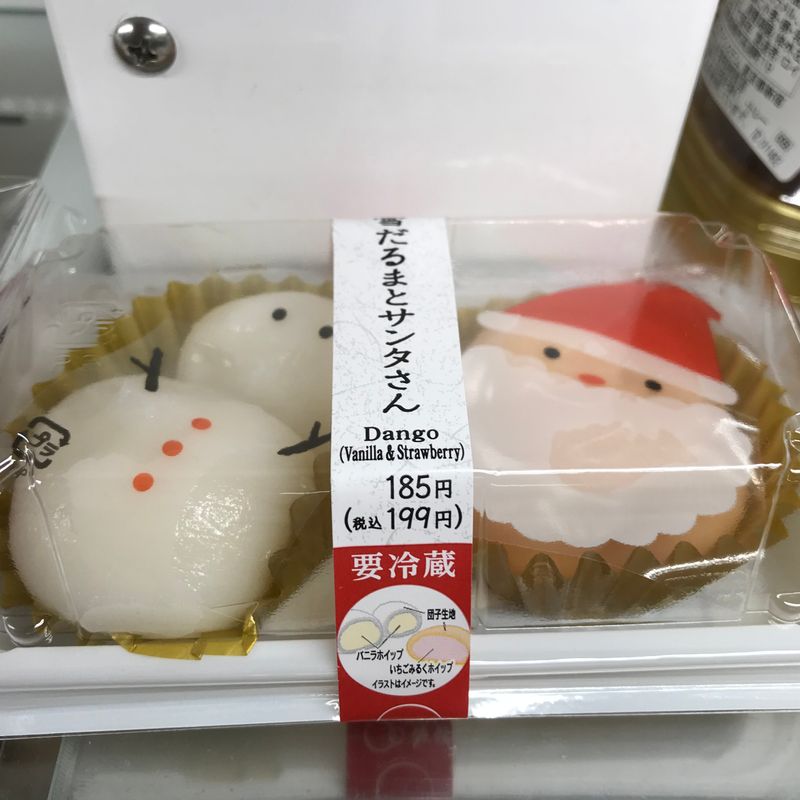 雪だるまとサンタさん
Dango
(Vanilla & Strawberry)
185円
(税込 199円)
要冷蔵
団子生地
バニラホイップ
いちごみるくホイップ
イラストはイメージです。
プラ